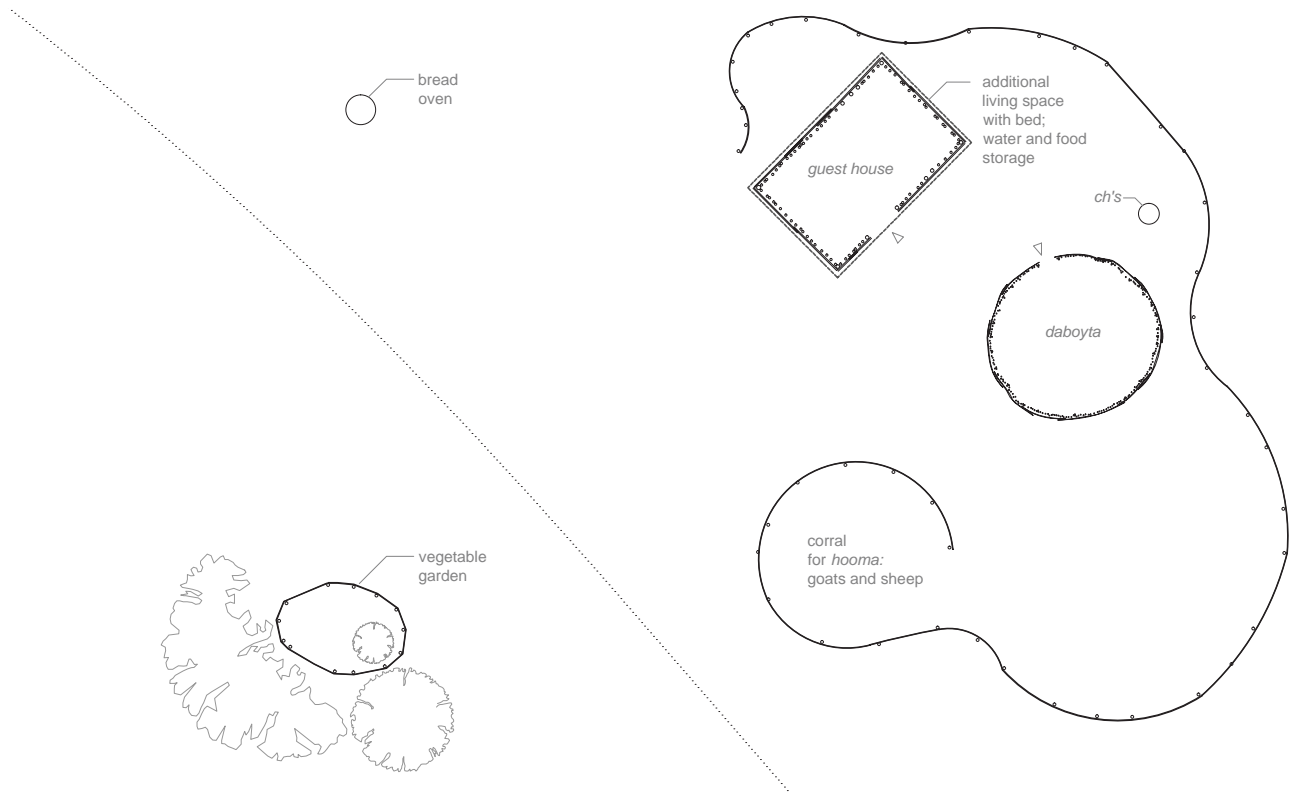 bread
oven
additional
living space
with bed;
water and food
storage
guest house
ch's
daboyta
corral
for hooma:
goats and sheep
vegetable
garden